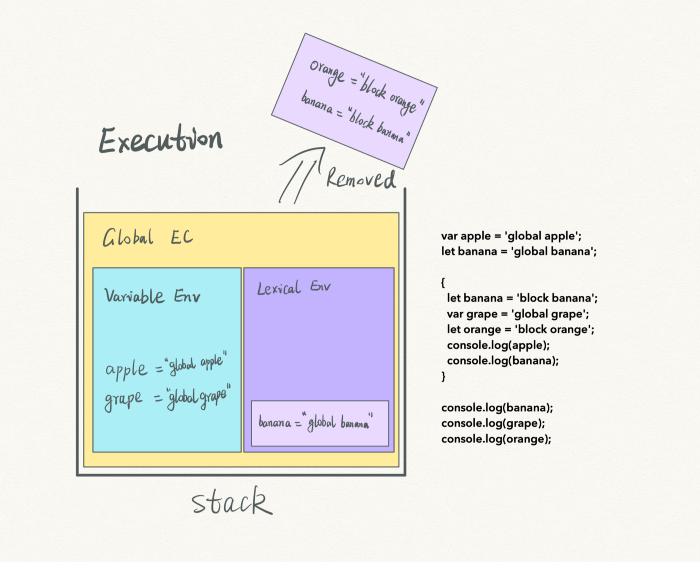 orange = "block orange"
banana = "block banana"
Execution
Removed
Global EC
Variable Env
apple = "global apple"
grape = "global grape"
Lexical Env
banana = "global banana"
stack
var apple = 'global apple';
let banana = 'global banana';
{
let banana = 'block banana';
var grape = 'global grape';
let orange = 'block orange';
console.log(apple);
console.log(banana);
}
console.log(banana);
console.log(grape);
console.log(orange);